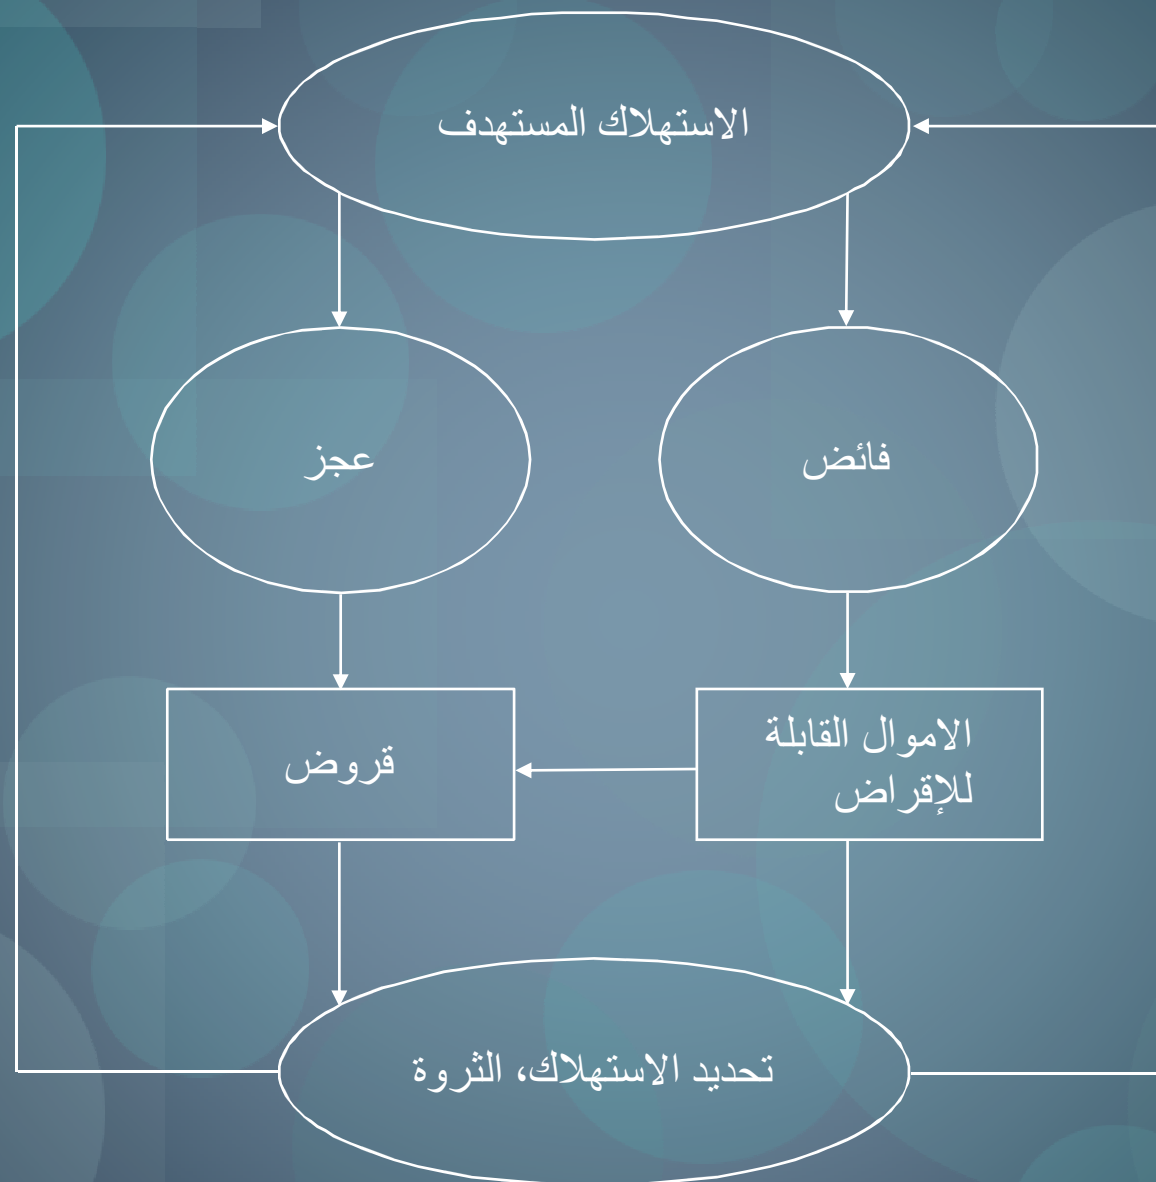 الاستهلاك المستهدف
فائض
عجز
الاموال القابلة
للإقراض
قروض
تحديد الاستهلاك، الثروة